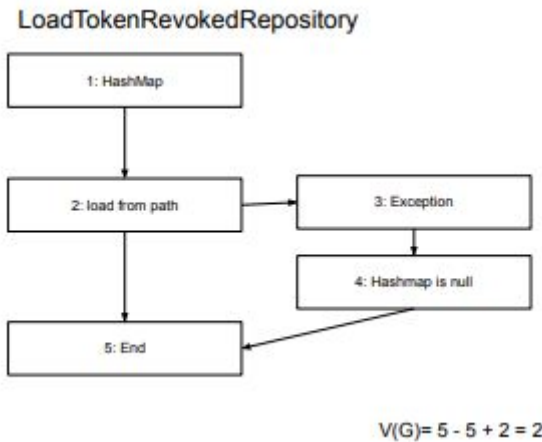 LoadTokenRevokedRepository
1: HashMap
2: load from path
3: Exception
4: Hashmap is null
5: End
V(G)= 5 - 5 + 2 = 2